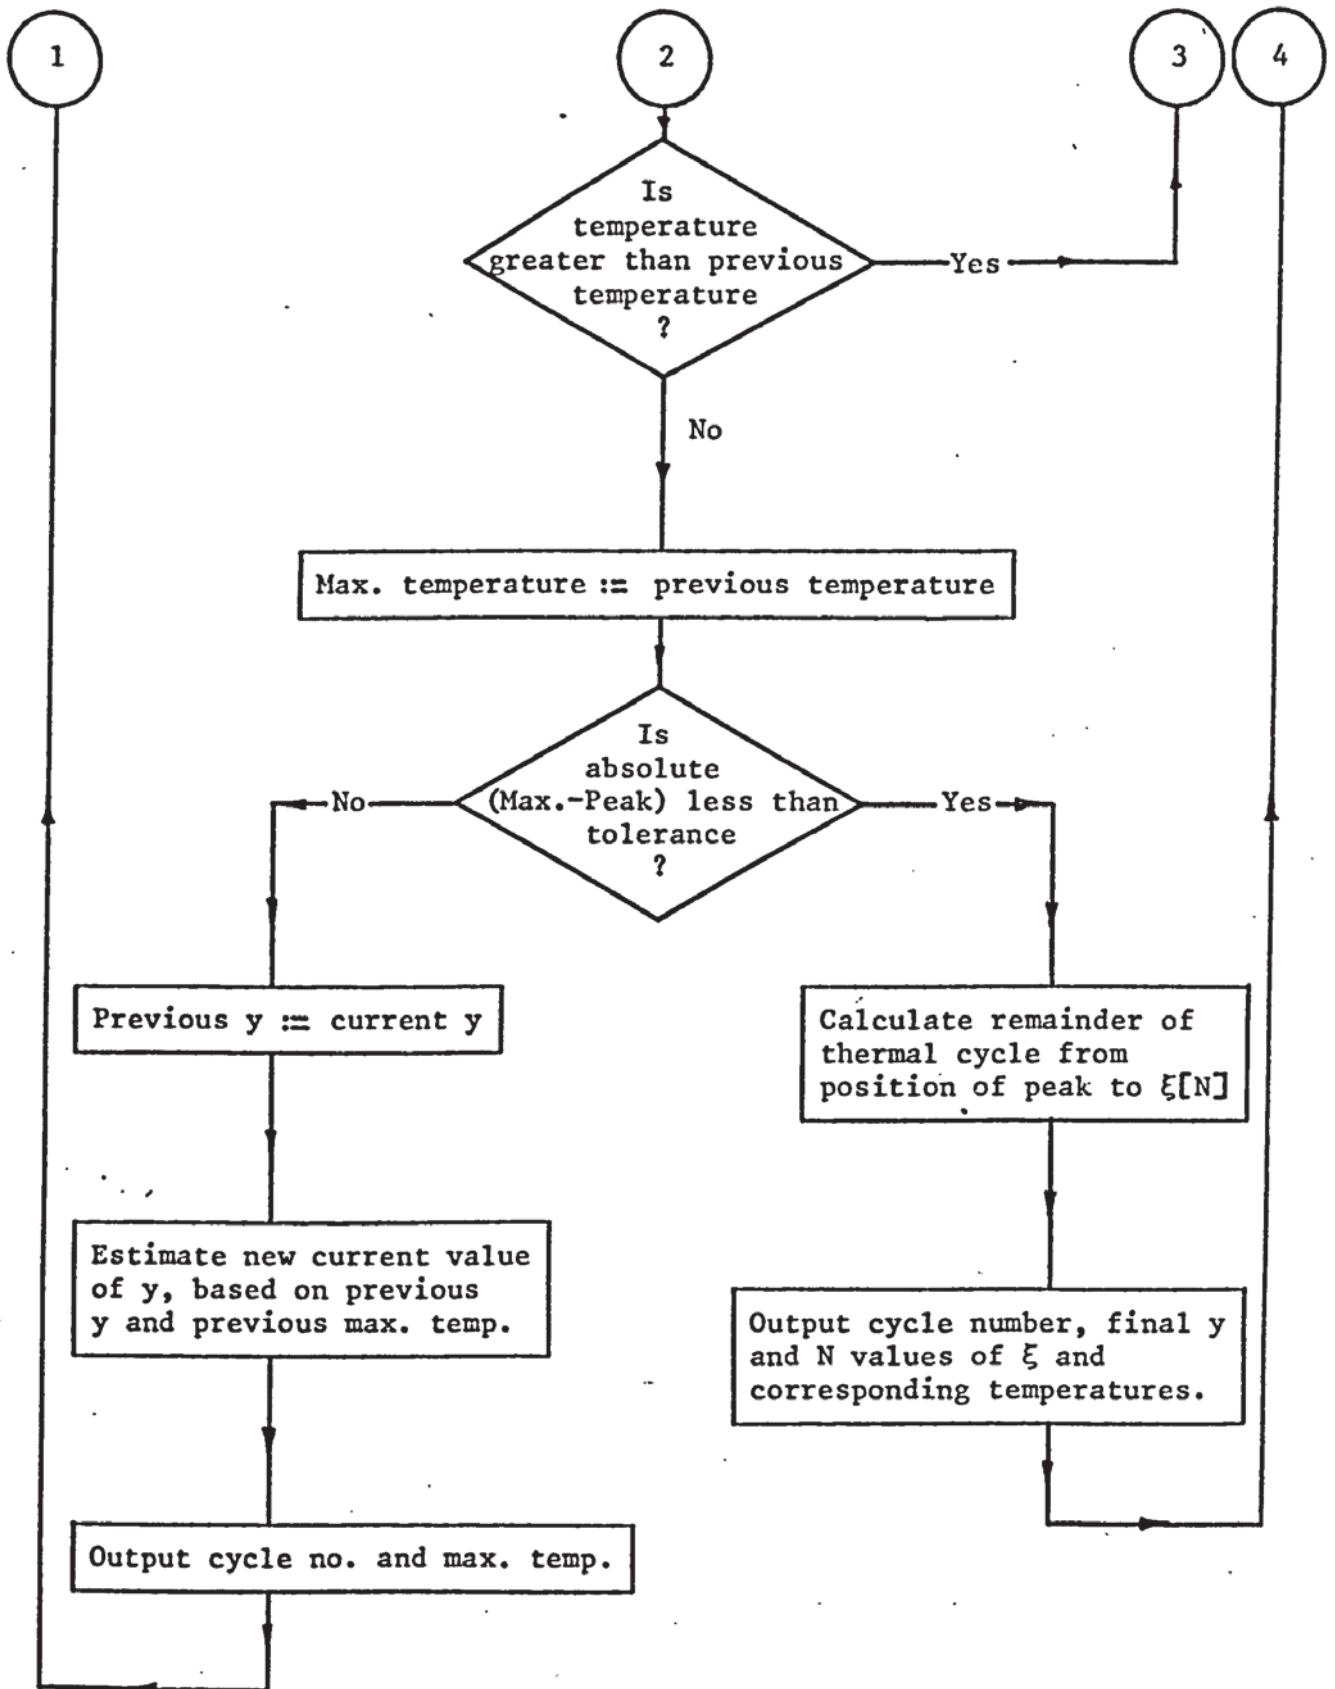 1
2
3
4
Is
temperature
greater than previous
temperature
?
Yes
No
Max. temperature := previous temperature
Is
absolute
(Max.-Peak) less than
tolerance
?
No
Yes
Previous y := current y
Calculate remainder of
thermal cycle from
position of peak to ξ[N]
Estimate new current value
of y, based on previous
y and previous max. temp.
Output cycle number, final y
and N values of ξ and
corresponding temperatures.
Output cycle no. and max. temp.